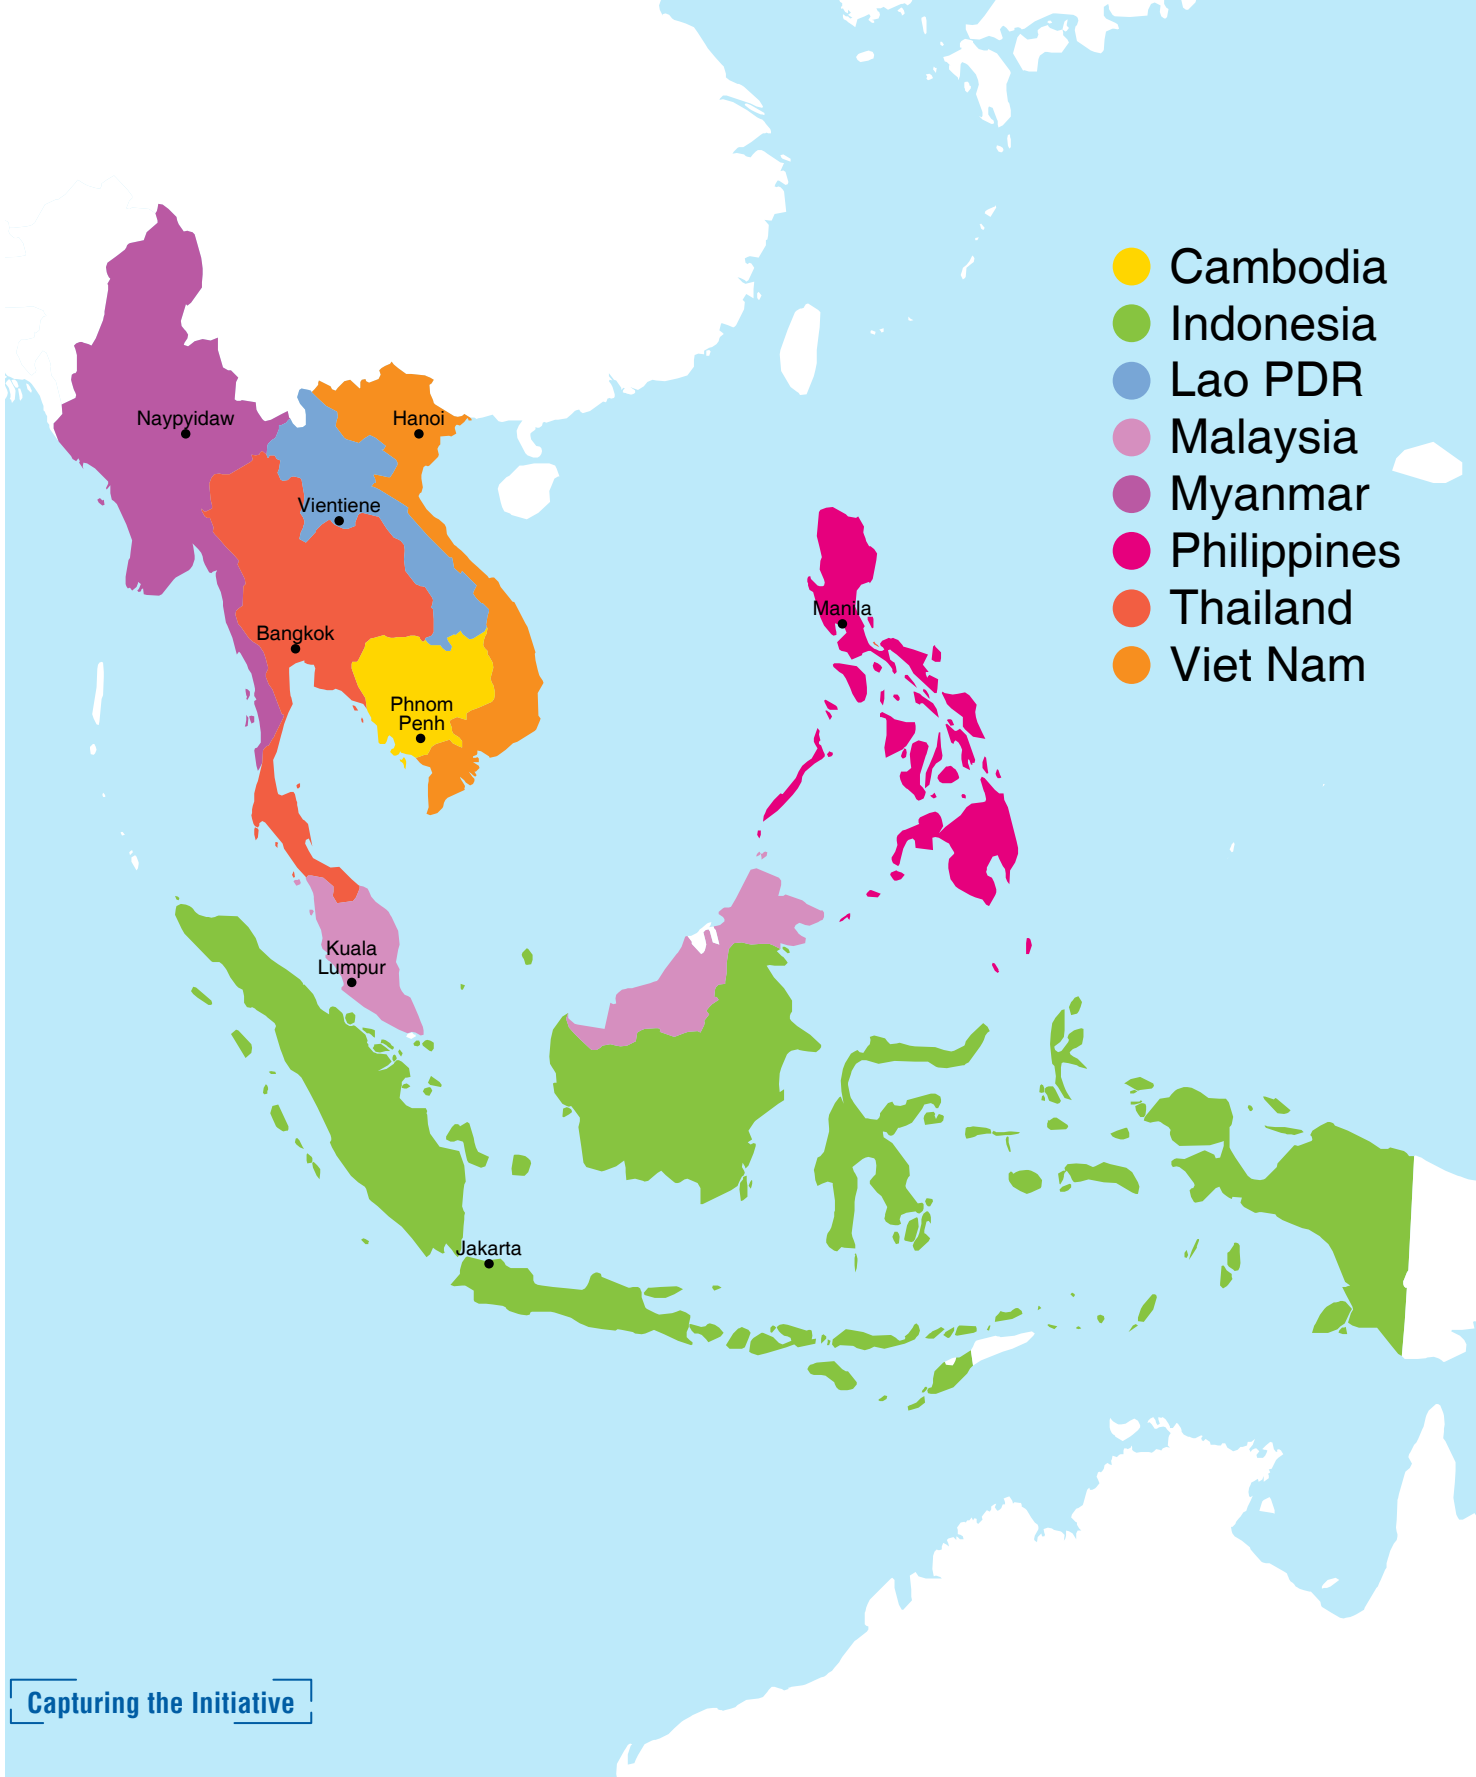 Cambodia
Indonesia
Lao PDR
Malaysia
Myanmar
Philippines
Thailand
Viet Nam
Naypyidaw
Hanoi
Vientiene
Manila
Bangkok
Phnom
Penh
Kuala
Lumpur
Jakarta
Capturing the Initiative